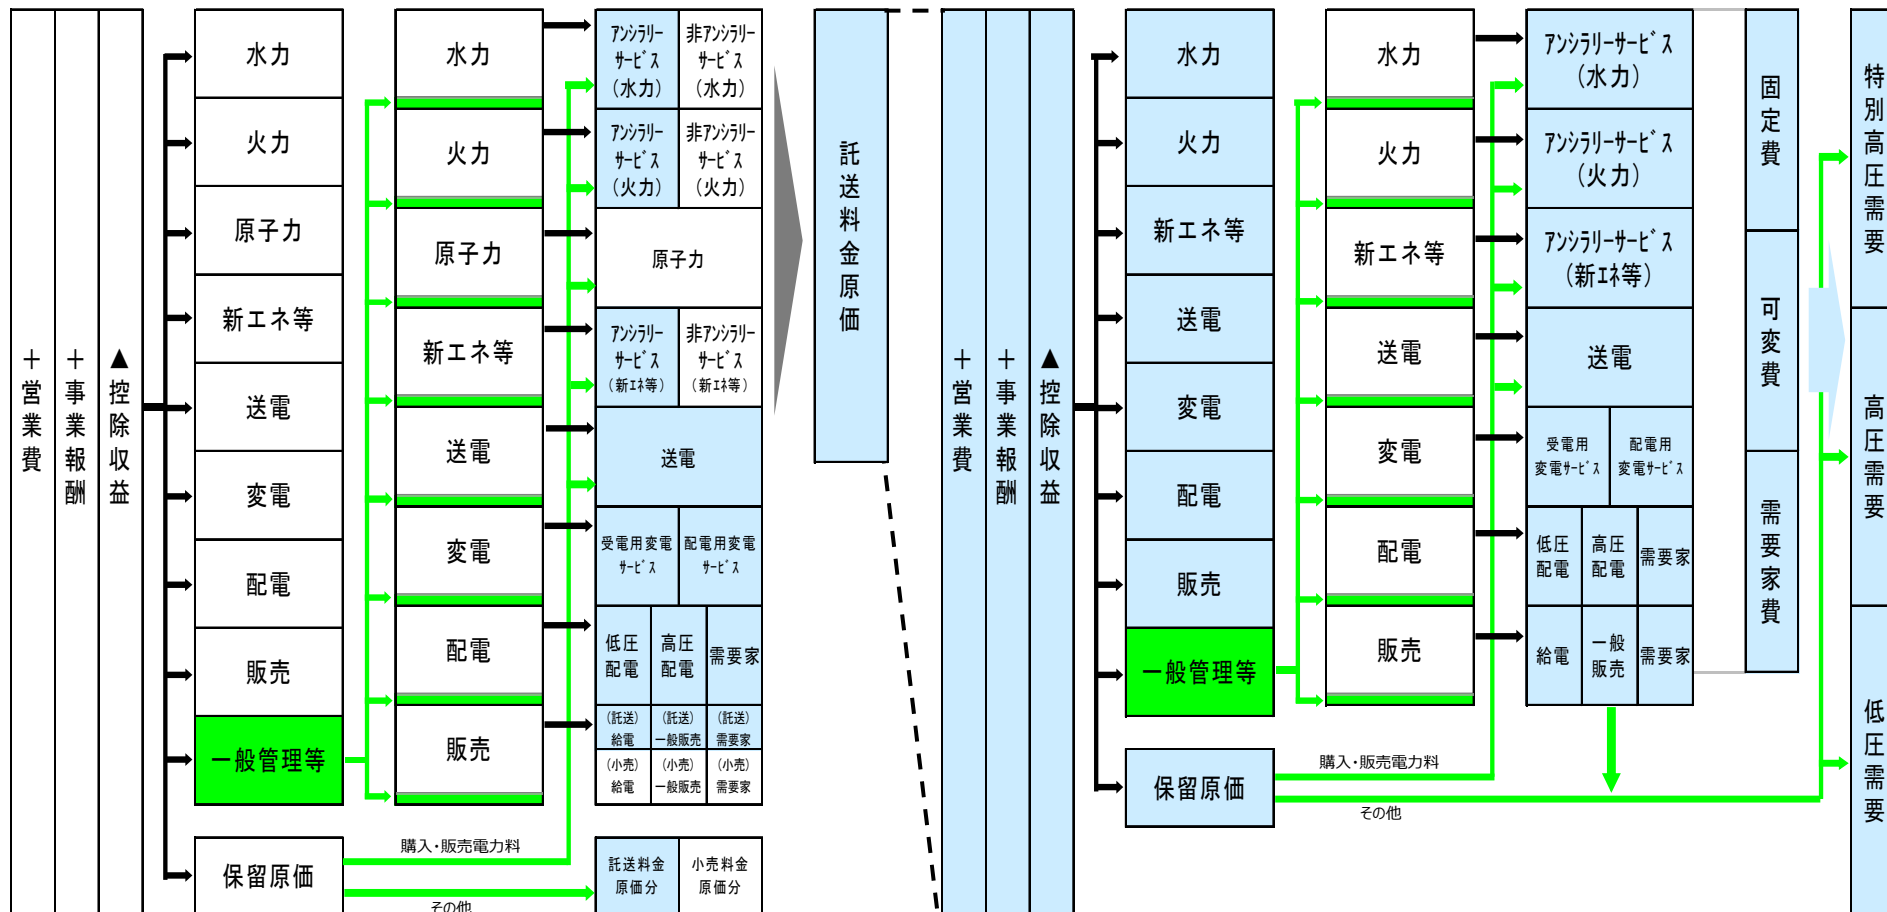 ＋営業費
＋事業報酬
▲控除収益
水力
火力
原子力
新エネ等
送電
変電
配電
販売
一般管理等
保留原価
水力
火力
原子力
新エネ等
送電
変電
配電
販売
購入・販売電力料
その他
ｱﾝｼﾗﾘｰ
ｻｰﾋﾞｽ
（水力）
非ｱﾝｼﾗﾘｰ
ｻｰﾋﾞｽ
（水力）
ｱﾝｼﾗﾘｰ
ｻｰﾋﾞｽ
（火力）
非ｱﾝｼﾗﾘｰ
ｻｰﾋﾞｽ
（火力）
原子力
ｱﾝｼﾗﾘｰ
ｻｰﾋﾞｽ
（新ｴﾈ等）
非ｱﾝｼﾗﾘｰ
ｻｰﾋﾞｽ
（新ｴﾈ等）
送電
受電用変電
ｻｰﾋﾞｽ
配電用変電
ｻｰﾋﾞｽ
低圧
配電
高圧
配電
需要家
（託送）
給電
（託送）
一般販売
（託送）
需要家
（小売）
給電
（小売）
一般販売
（小売）
需要家
託送料金
原価分
小売料金
原価分
託送料金原価
＋営業費
＋事業報酬
▲控除収益
水力
火力
新エネ等
送電
変電
配電
販売
一般管理等
保留原価
水力
火力
新エネ等
送電
変電
配電
販売
購入・販売電力料
その他
ｱﾝｼﾗﾘｰｻｰﾋﾞｽ
（水力）
ｱﾝｼﾗﾘｰｻｰﾋﾞｽ
（火力）
ｱﾝｼﾗﾘｰｻｰﾋﾞｽ
（新ｴﾈ等）
送電
受電用
変電ｻｰﾋﾞｽ
配電用
変電ｻｰﾋﾞｽ
低圧
配電
高圧
配電
需要家
給電
一般
販売
需要家
固定費
可変費
需要家費
特別高圧需要
高圧需要
低圧需要